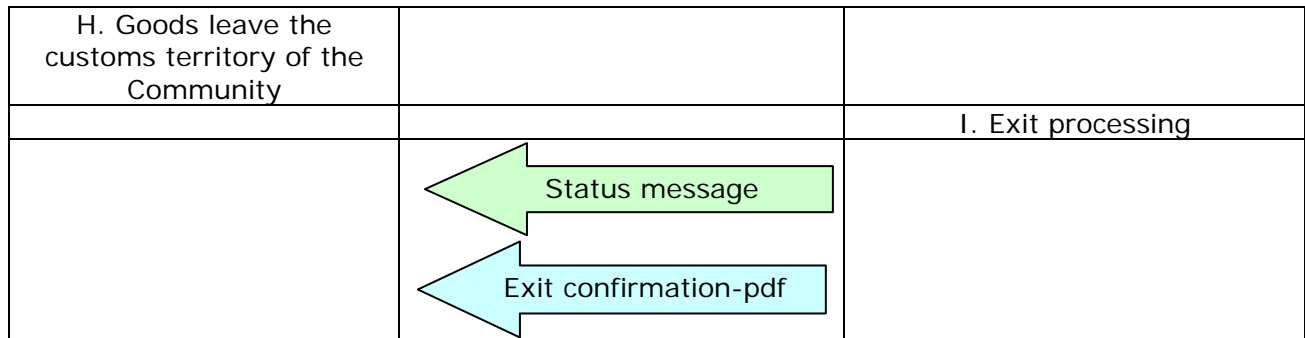 H. Goods leave the
customs territory of the
Community
I. Exit processing
Status message
Exit confirmation-pdf